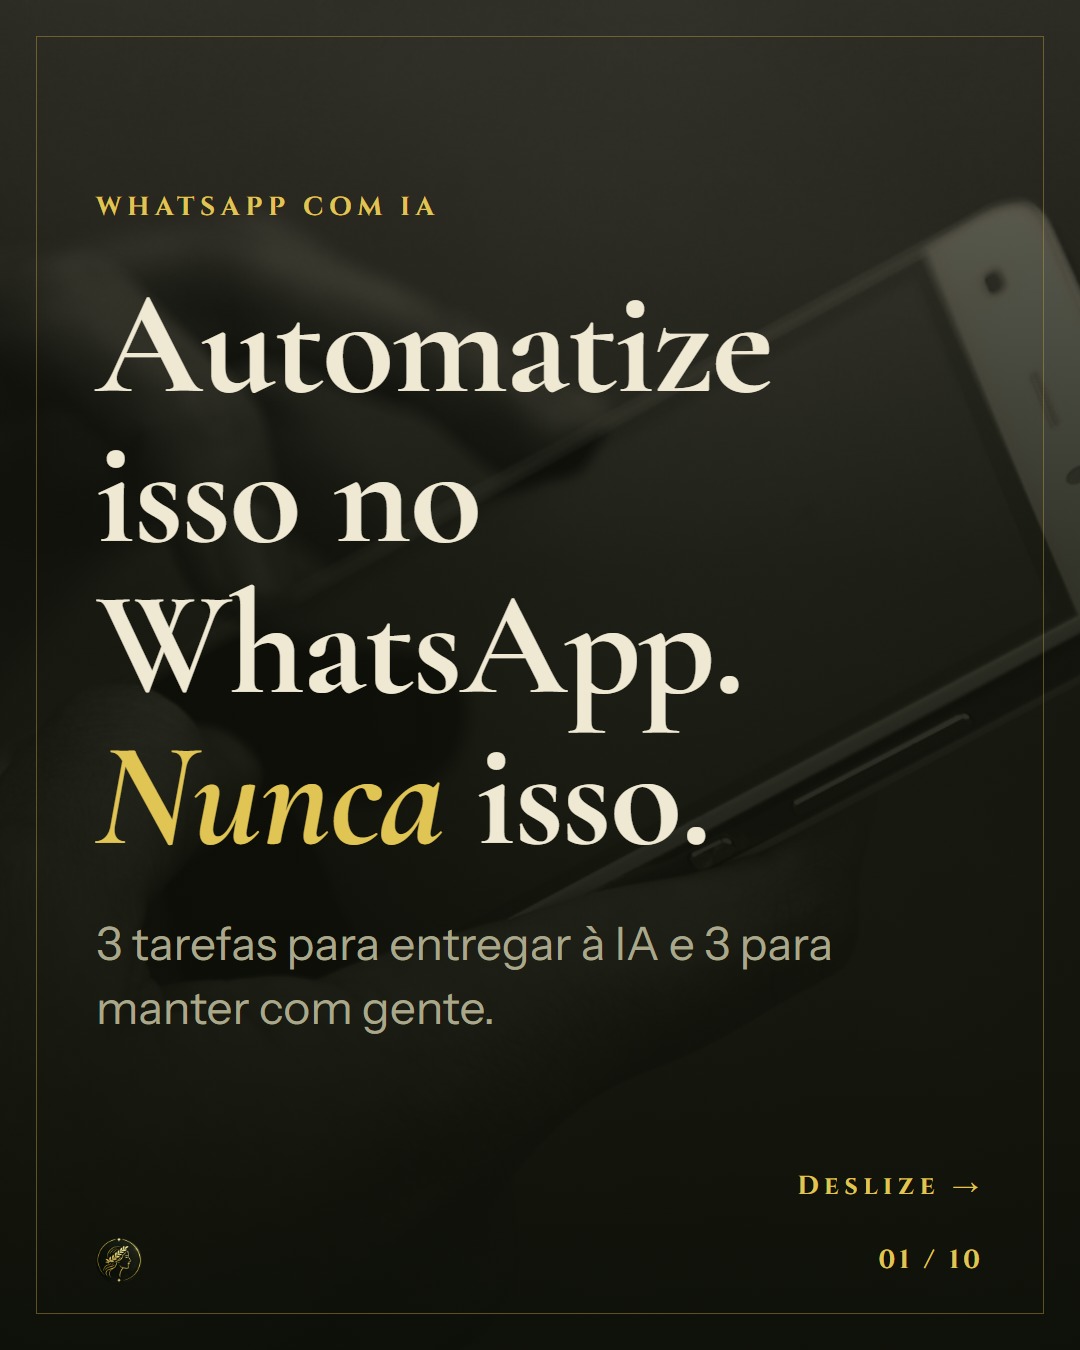 WHATSAPP COM IA
Automatize
isso no
WhatsApp.
Nunca isso.
3 tarefas para entregar à IA e 3 para
manter com gente.
DESLIZE →
01 / 10